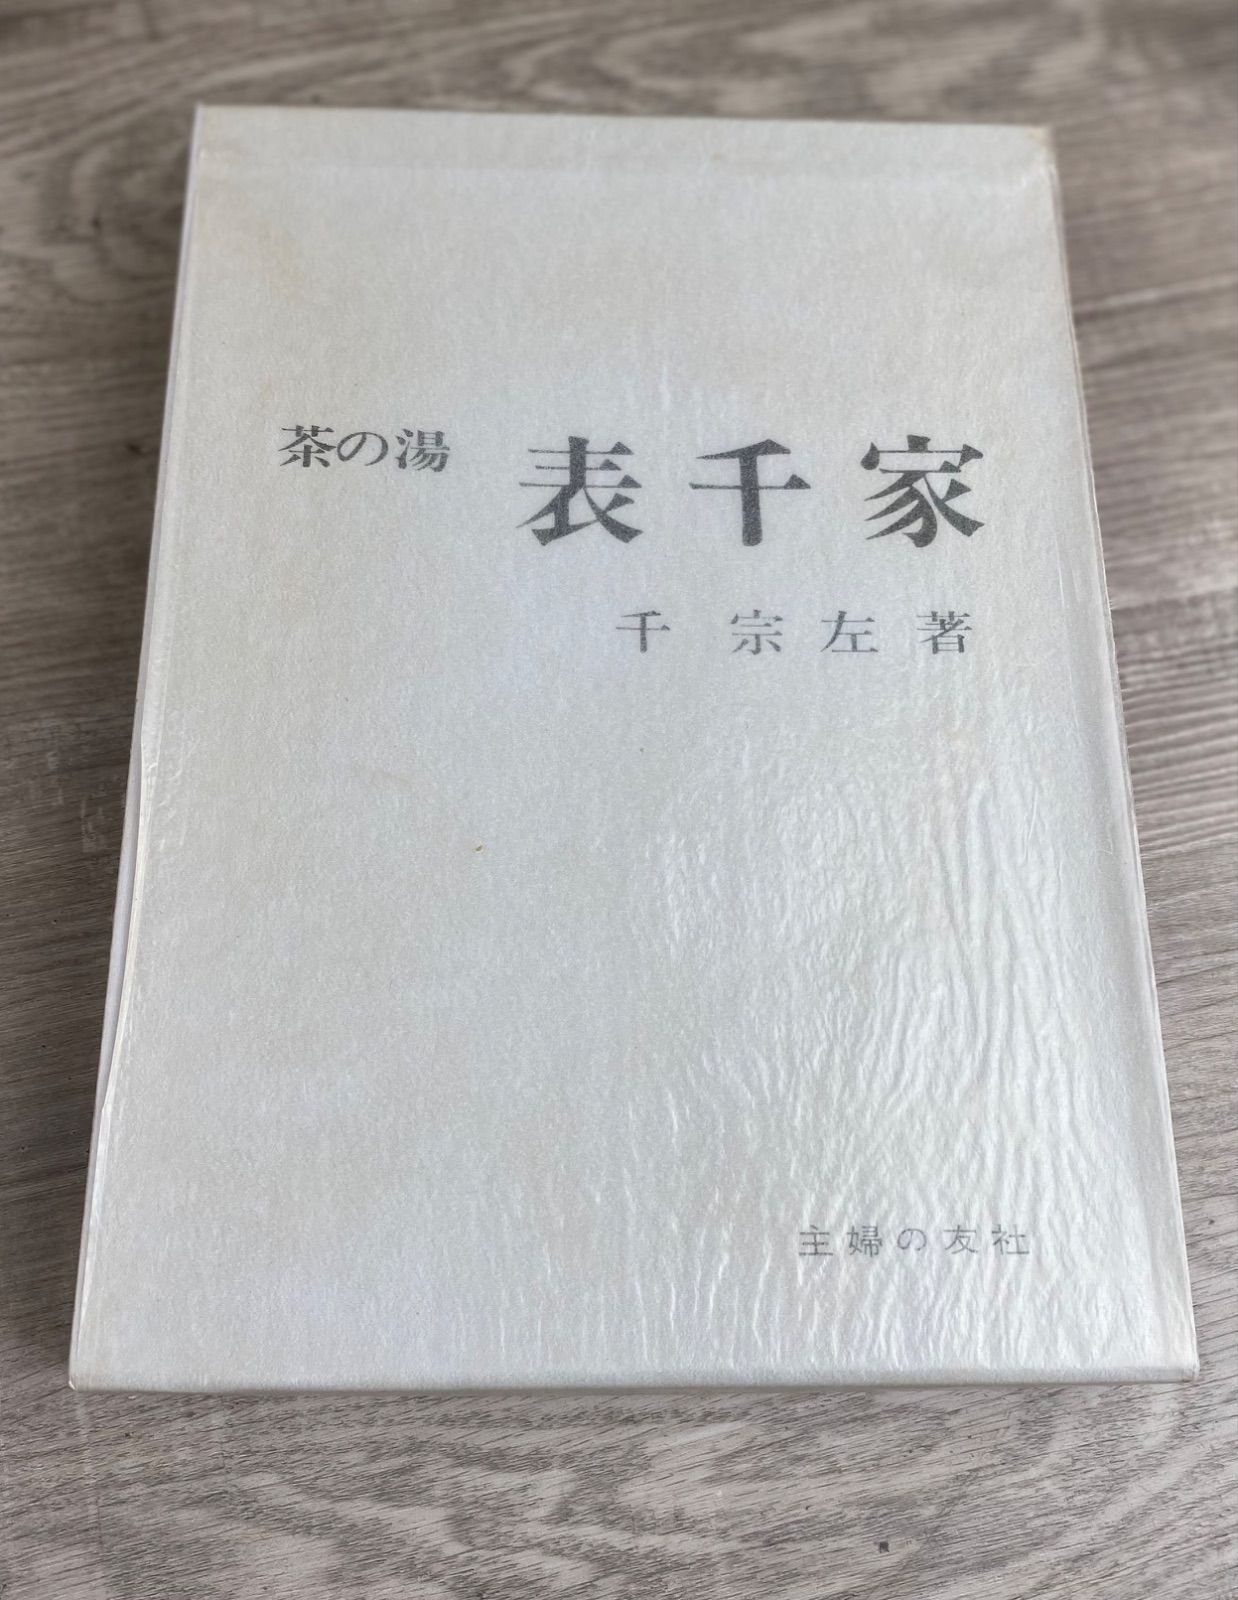 茶の湯 表千家
千 宗左 著
主婦の友社